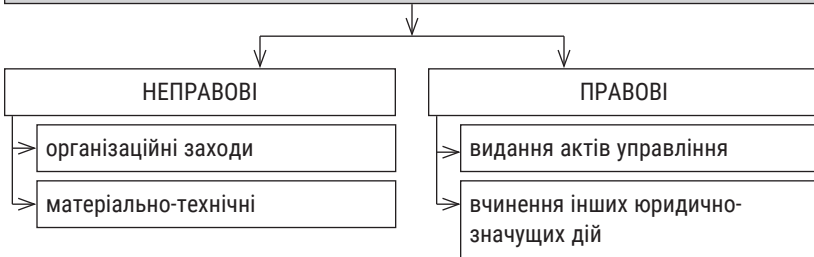 НЕПРАВОВІ
організаційні заходи
матеріально-технічні
ПРАВОВІ
видання актів управління
вчинення інших юридично-
значущих дій